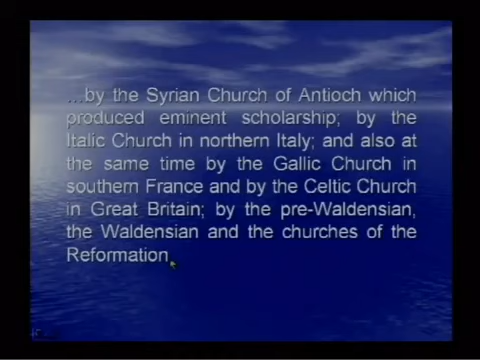 ...by the Syrian Church of Antioch which
produced eminent scholarship; by the
Italic Church in northern Italy; and also at
the same time by the Gallic Church in
southern France and by the Celtic Church
in Great Britain; by the pre-Waldensian,
the Waldensian and the churches of the
Reformation.